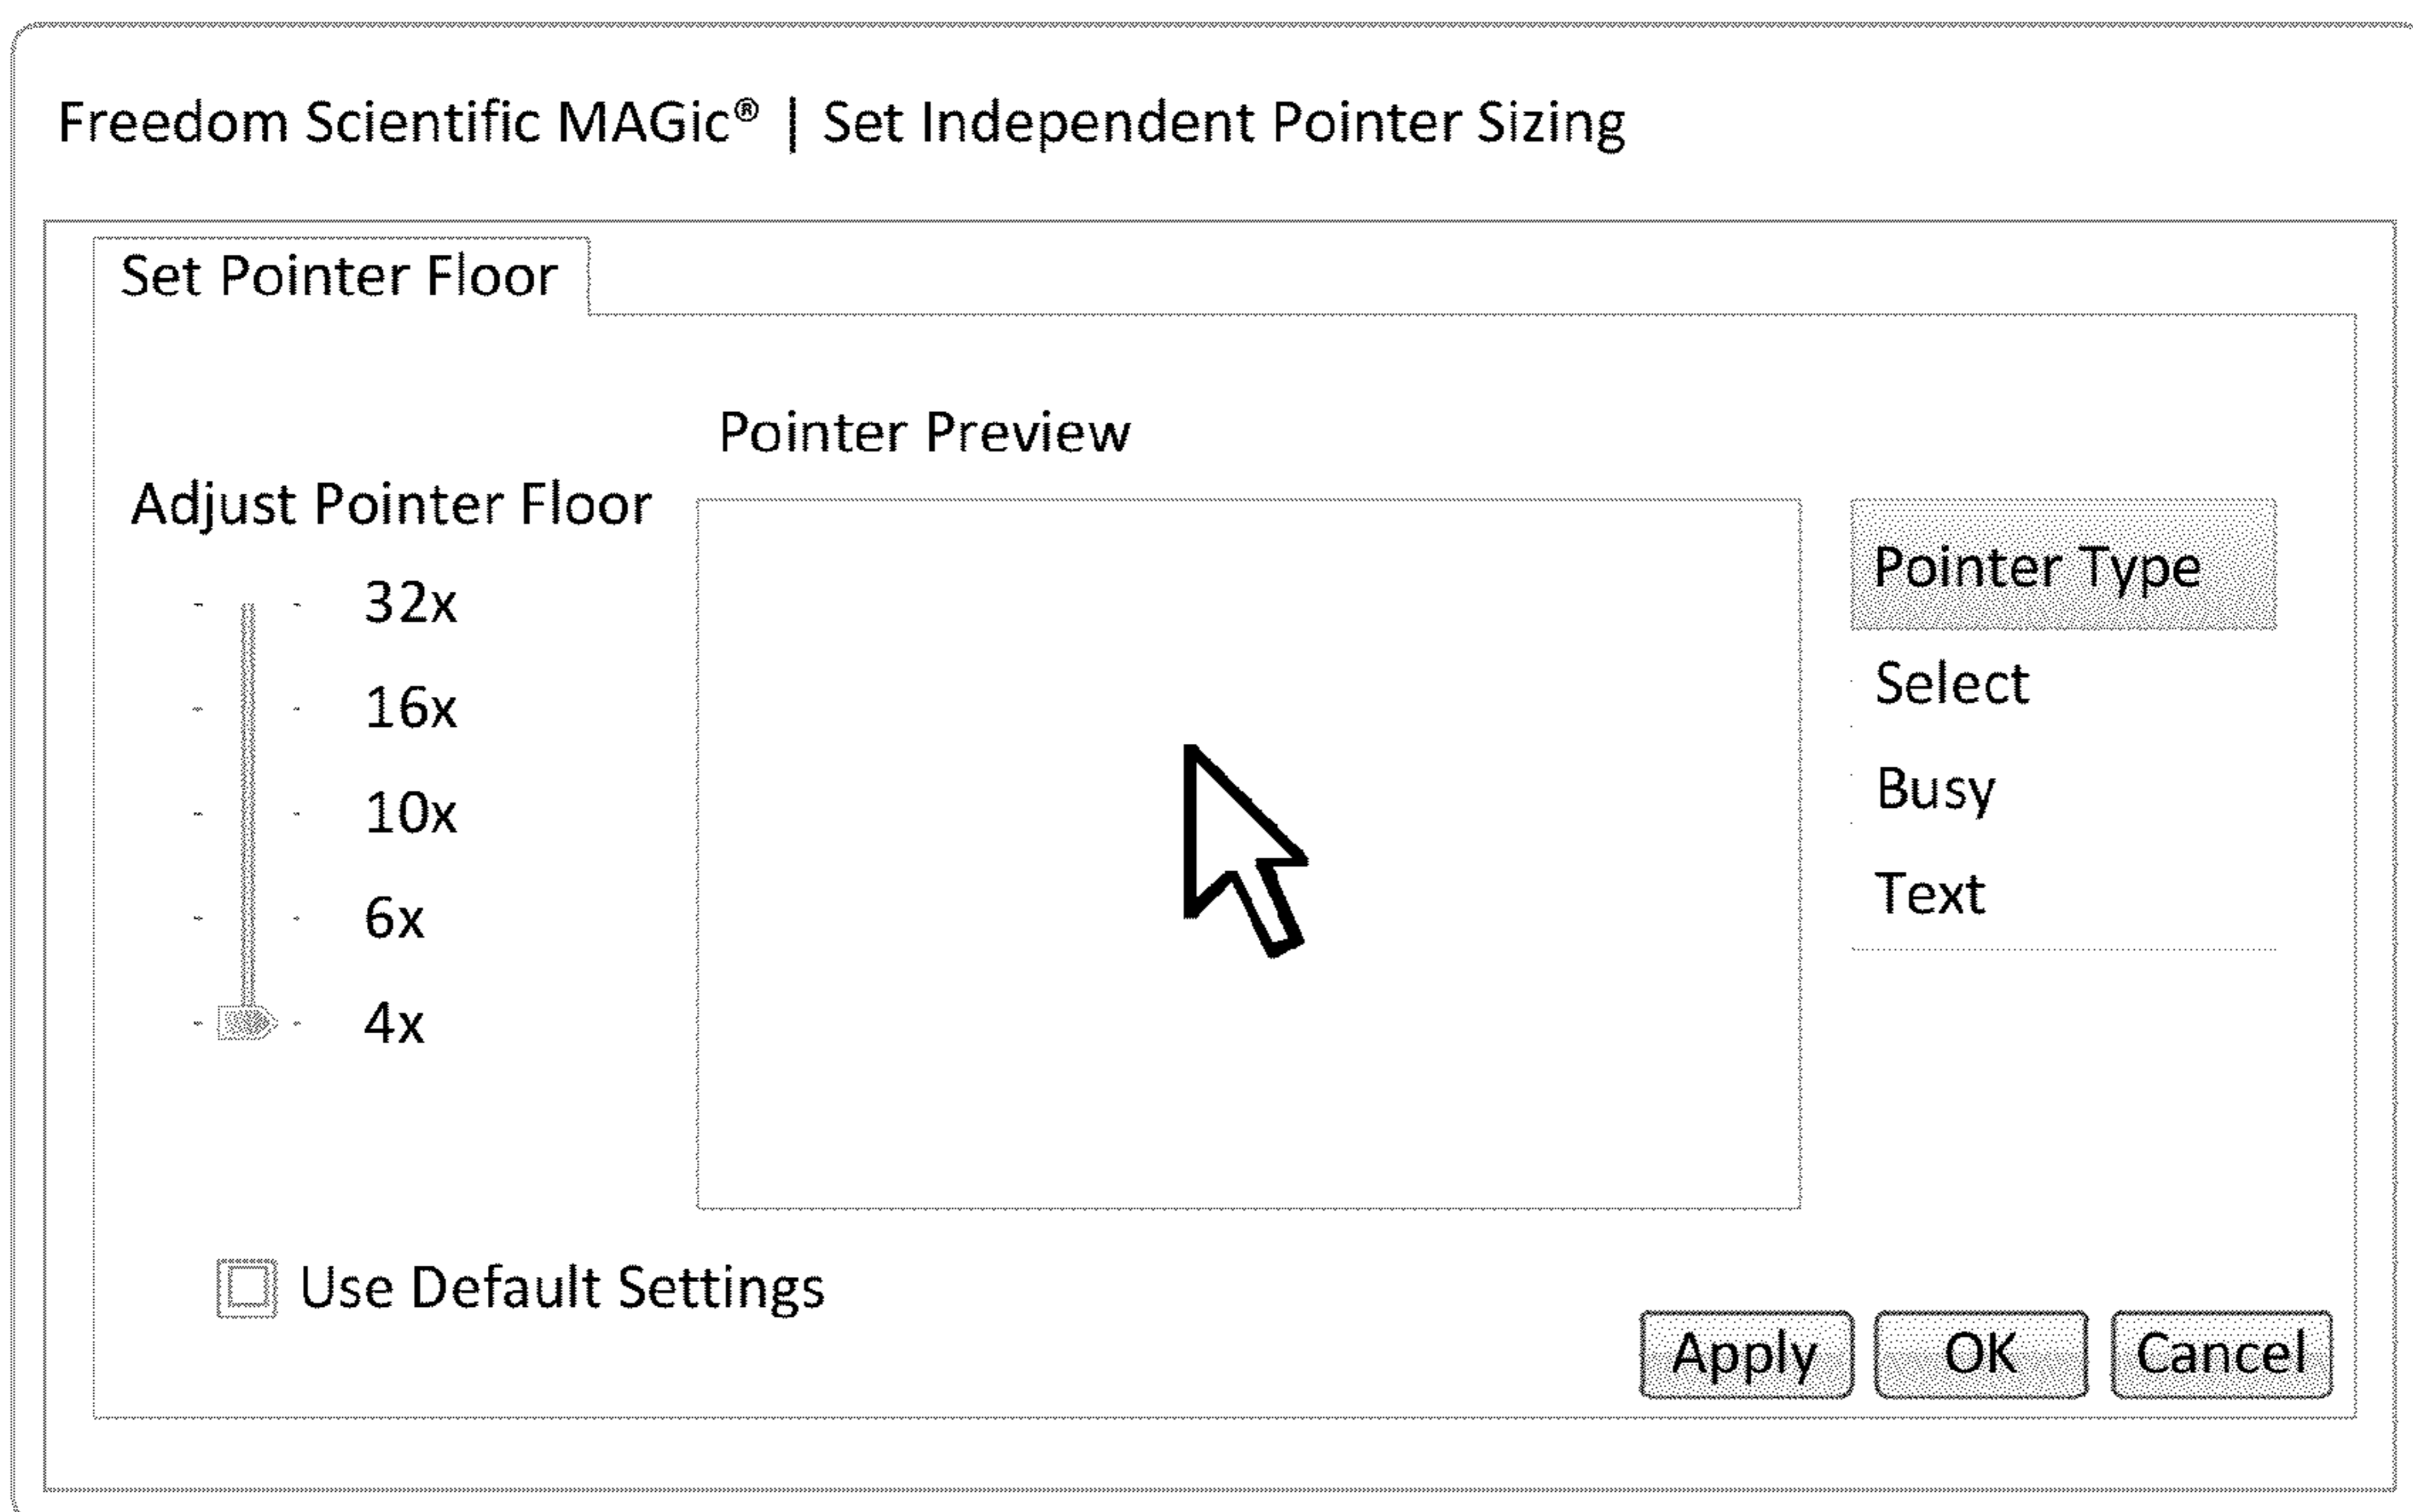 Freedom Scientific MAGic® | Set Independent Pointer Sizing
Set Pointer Floor
Pointer Preview
Adjust Pointer Floor
32x
16x
10x
6x
4x
Pointer Type
Select
Busy
Text
Use Default Settings
Apply
OK
Cancel